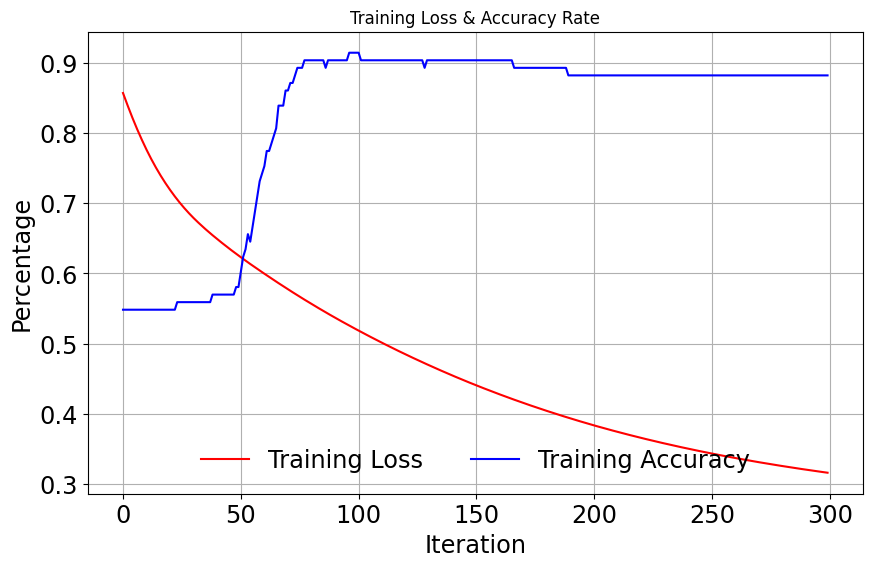 Training Loss & Accuracy Rate
0.9
0.8
0.7
0.6
0.5
0.4
0.3
Percentage
Training Loss
Training Accuracy
0 50 100 150 200 250 300
Iteration